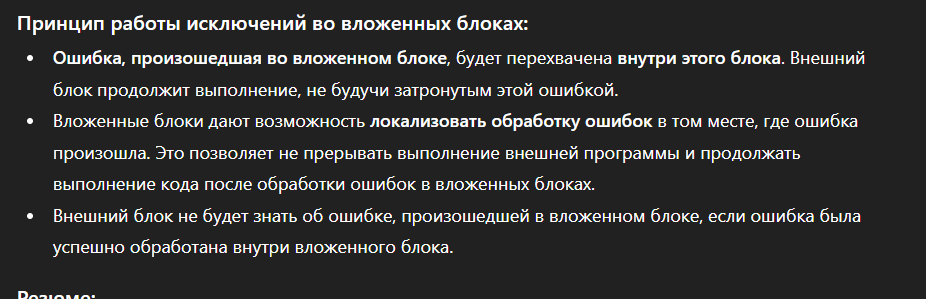 Принцип работы исключений во вложенных блоках:
• Ошибка, произошедшая во вложенном блоке, будет перехвачена внутри этого блока. Внешний
блок продолжит выполнение, не будучи затронутым этой ошибкой.
• Вложенные блоки дают возможность локализовать обработку ошибок в том месте, где ошибка
произошла. Это позволяет не прерывать выполнение внешней программы и продолжать
выполнение кода после обработки ошибок в вложенных блоках.
• Внешний блок не будет знать об ошибке, произошедшей в вложенном блоке, если ошибка была
успешно обработана внутри вложенного блока.
Резюме: